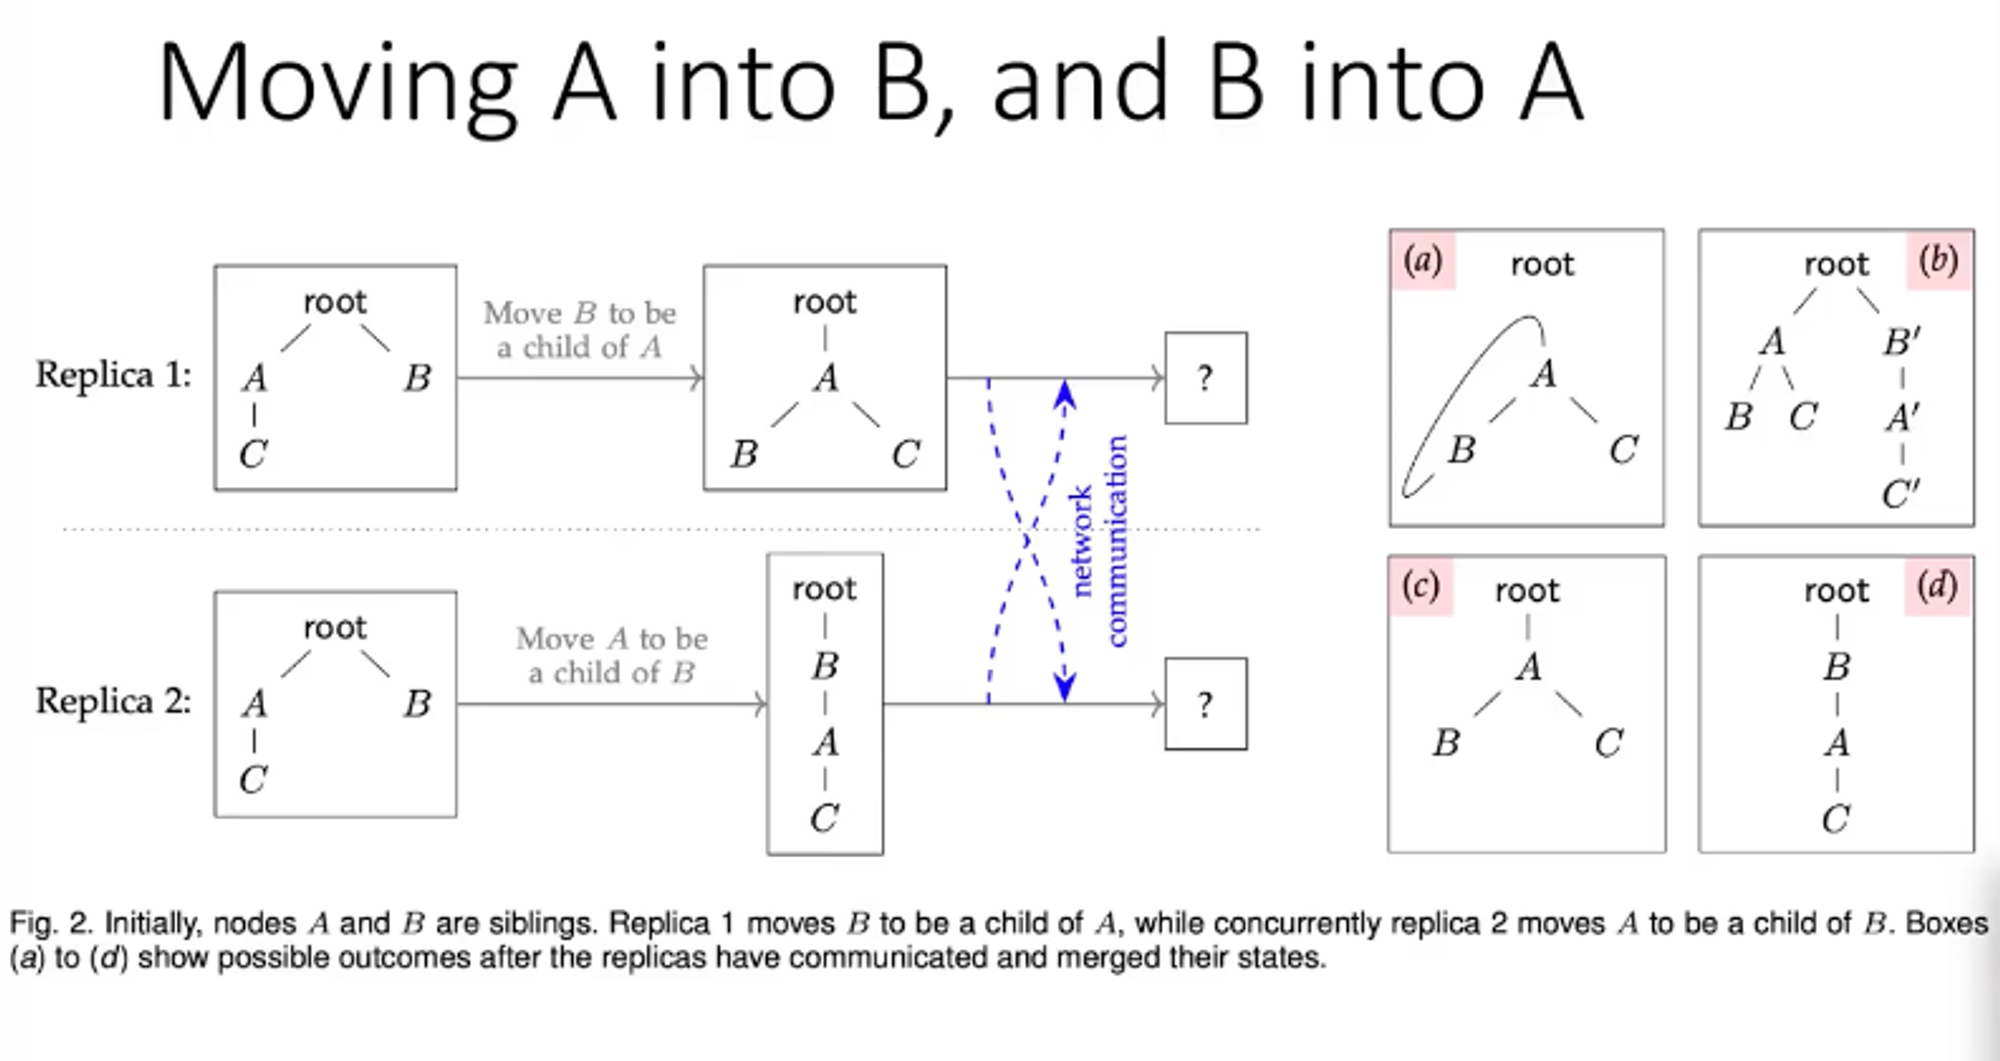 Moving A into B, and B into A
Replica 1:
root
A B
C
Move B to be
a child of A
root
A
B C
?
network
communication
Replica 2:
root
A B
C
Move A to be
a child of B
root
B
A
C
?
(a) root
A
B C
root (b)
A B′
B C A′
C′
(c) root
A
B C
root (d)
B
A
C
Fig. 2. Initially, nodes A and B are siblings. Replica 1 moves B to be a child of A, while concurrently replica 2 moves A to be a child of B. Boxes
(a) to (d) show possible outcomes after the replicas have communicated and merged their states.